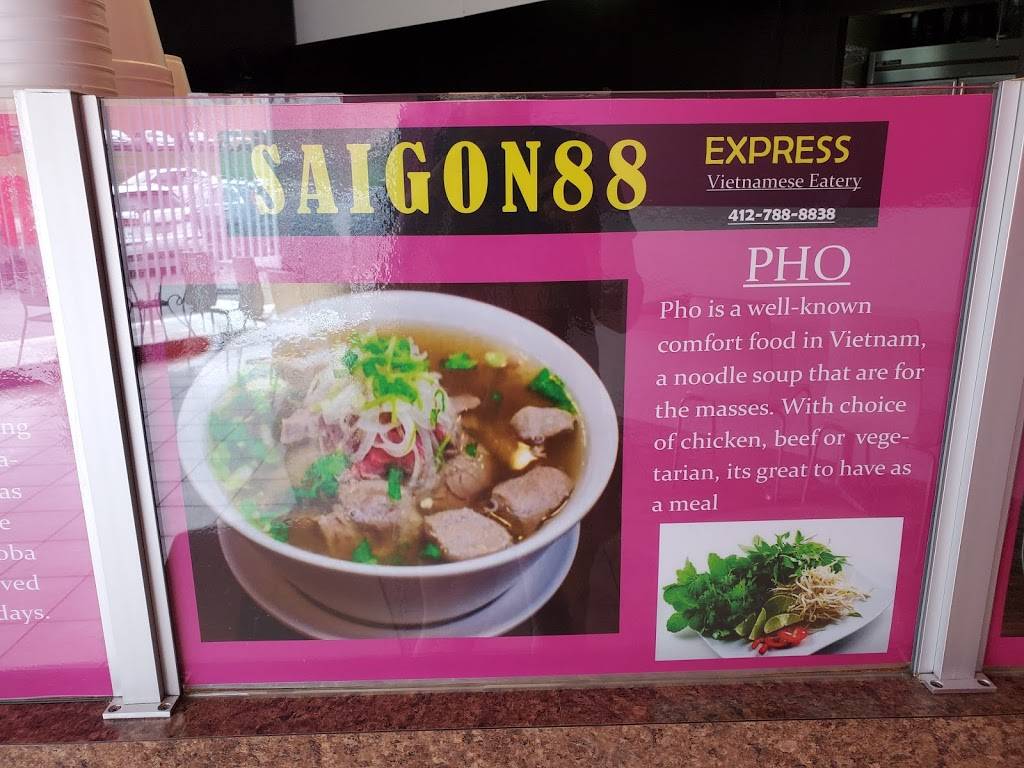 SAIGON88
EXPRESS
Vietnamese Eatery
412-788-8838
PHO
Pho is a well-known
comfort food in Vietnam,
a noodle soup that are for
the masses. With choice
of chicken, beef or vege-
tarian, its great to have as
a meal
ng
a-
as
e
oba
ved
days.